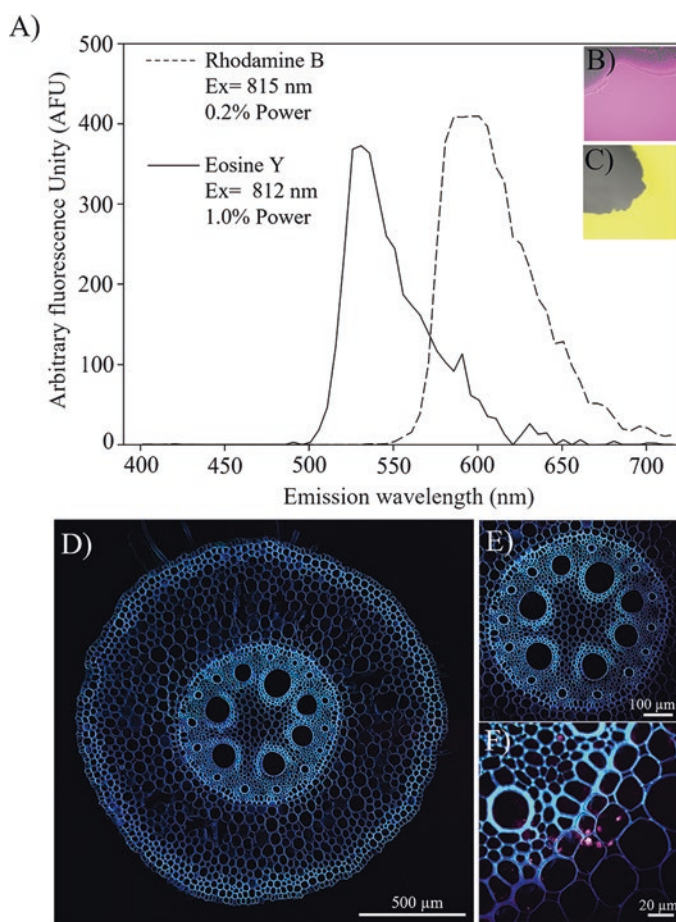 A)
500
400
300
200
100
0
Arbitrary fluorescence Unity (AFU)
Rhodamine B
Ex= 815 nm
0.2% Power
Eosine Y
Ex=  812 nm
1.0% Power
B)
C)
400 450 500 550 600 650 700
Emission wavelength (nm)
D)
500 µm
E)
100 µm
F)
20 µm